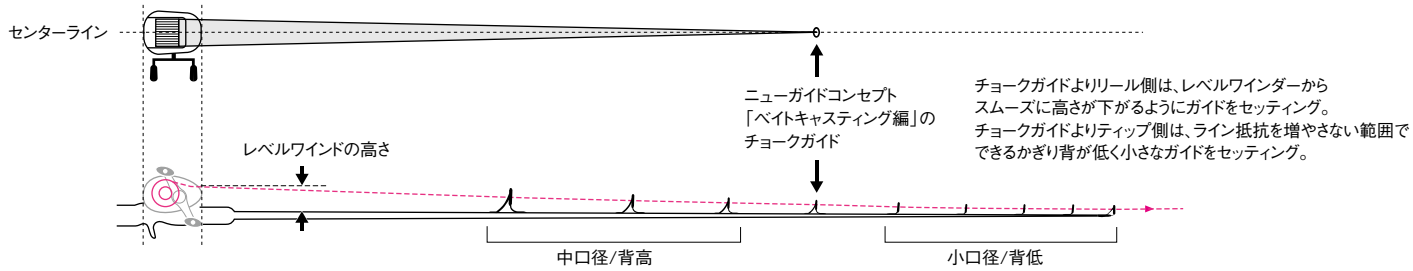 センターライン
ニューガイドコンセプト
「ベイトキャスティング編」の
チョークガイド
チョークガイドよりリール側は、レベルワインダーから
スムーズに高さが下がるようにガイドをセッティング。
チョークガイドよりティップ側は、ライン抵抗を増やさない範囲で
できるかぎり背が低く小さなガイドをセッティング。
レベルワインドの高さ
中口径/背高
小口径/背低